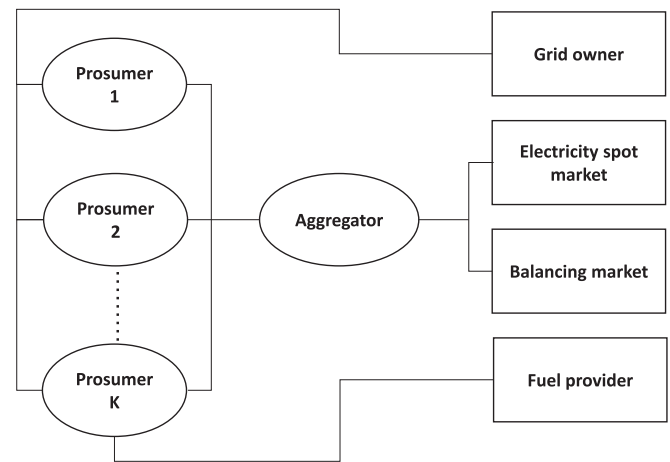 Prosumer
1
Prosumer
2
Prosumer
K
Aggregator
Grid owner
Electricity spot
market
Balancing market
Fuel provider